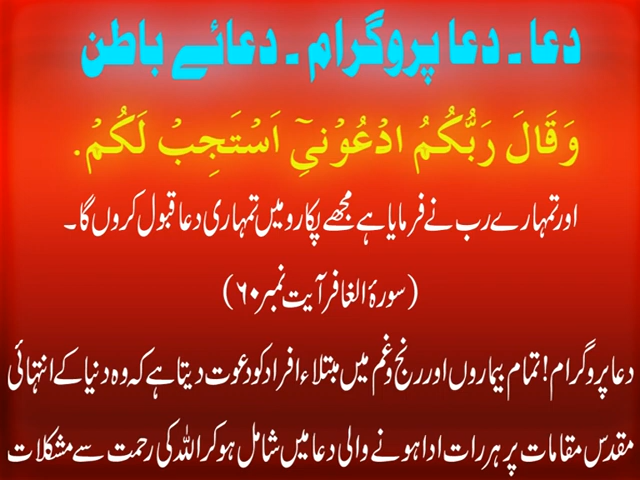 دعا۔ دعا پروگرام۔ دعائے باطن
وَقَالَ رَبُّكُمُ ادْعُوْنِيْٓ اَسْتَجِبْ لَكُمْ.
اور تمہارے رب نے فرمایا ہے مجھے پکارو میں تمہاری دعا قبول کروں گا۔
(سورۂ الغافر آیت نمبر ۶۰)
دعا پروگرام! تمام بیماروں اور رنج و غم میں مبتلاء افراد کو دعوت دیتا ہے کہ وہ دنیا کے انتہائی
مقدس مقامات پر ہر رات ادا ہونے والی دعا میں شامل ہو کر اللہ کی رحمت سے مشکلات